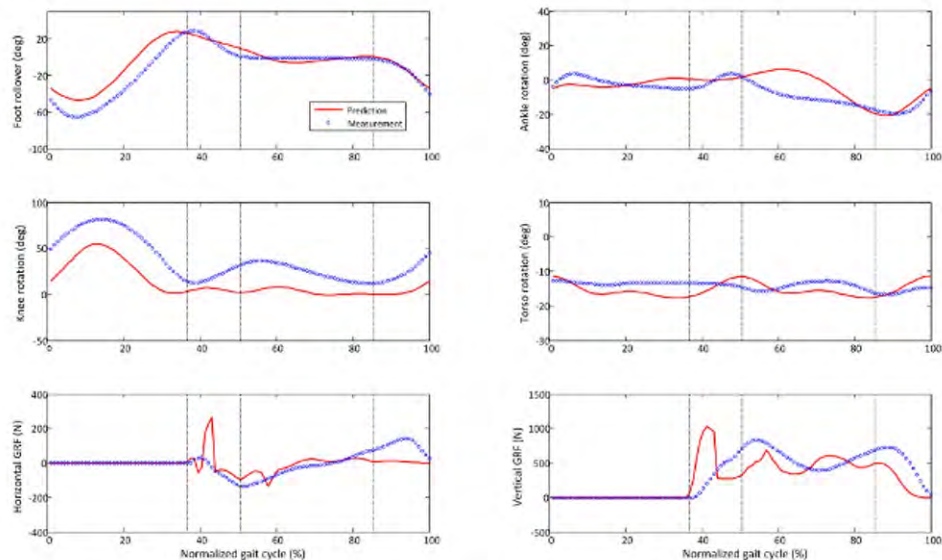 Foot rollover (deg)
20
-20
-60
-100
0 20 40 60 80 100
Prediction
Measurement
Ankle rotation (deg)
40
20
0
-20
-40
0 20 40 60 80 100
Knee rotation (deg)
100
50
0
-50
0 20 40 60 80 100
Torso rotation (deg)
10
0
-10
-20
-30
0 20 40 60 80 100
Horizontal GRF (N)
400
200
0
-200
-400
0 20 40 60 80 100
Normalized gait cycle (%)
Vertical GRF (N)
1500
1000
500
0
-500
0 20 40 60 80 100
Normalized gait cycle (%)